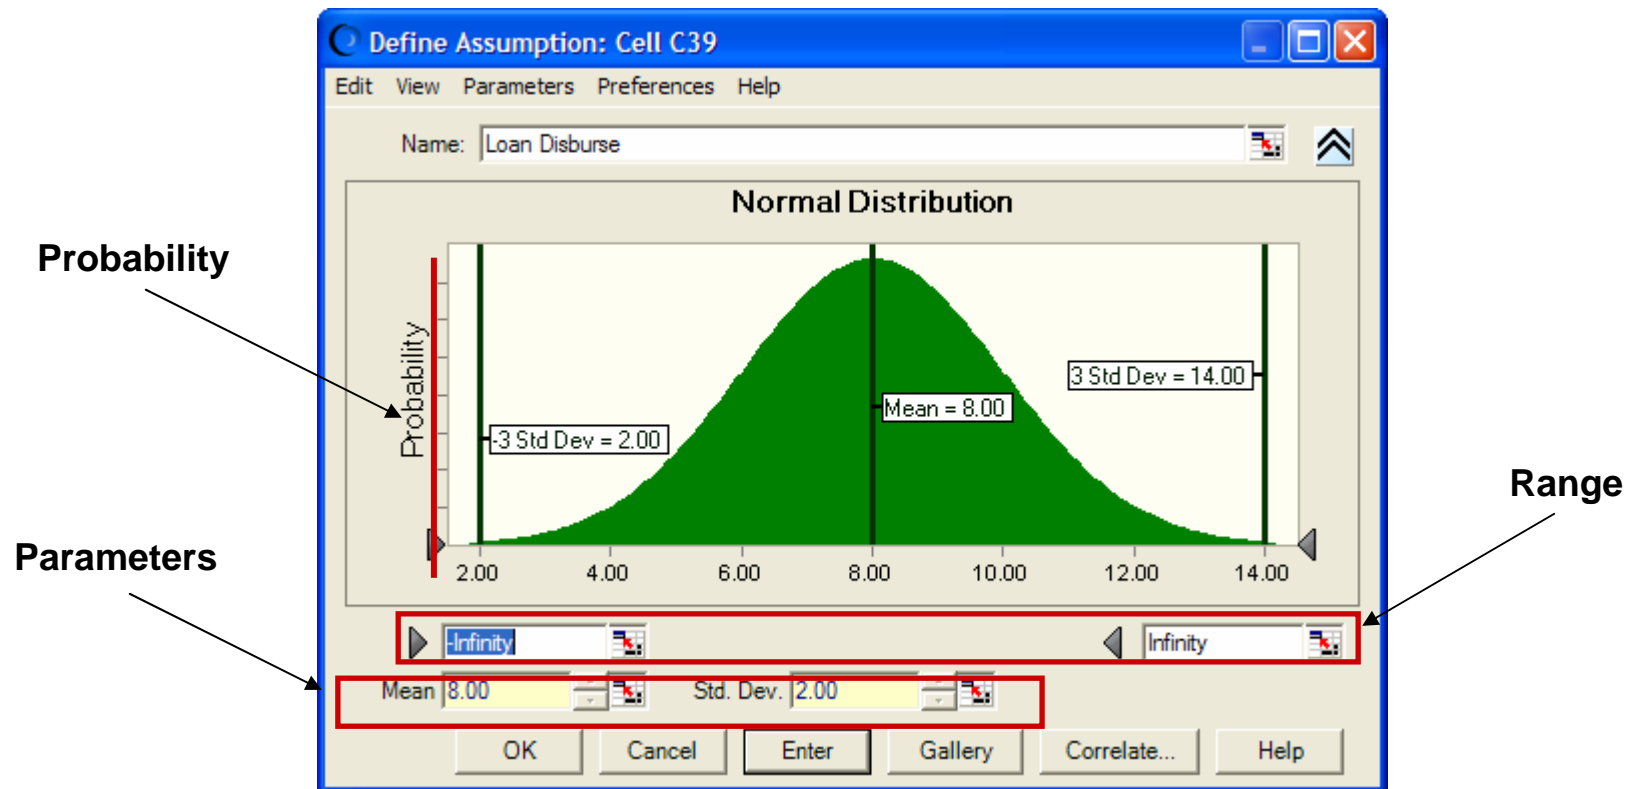 Define Assumption: Cell C39
Edit View Parameters Preferences Help
Name: Loan Disburse
Normal Distribution
Probability
Probability
3 Std Dev = 14.00
Mean = 8.00
-3 Std Dev = 2.00
Range
Parameters
2.00 4.00 6.00 8.00 10.00 12.00 14.00
-Infinity Infinity
Mean 8.00 Std. Dev. 2.00
OK Cancel Enter Gallery Correlate... Help